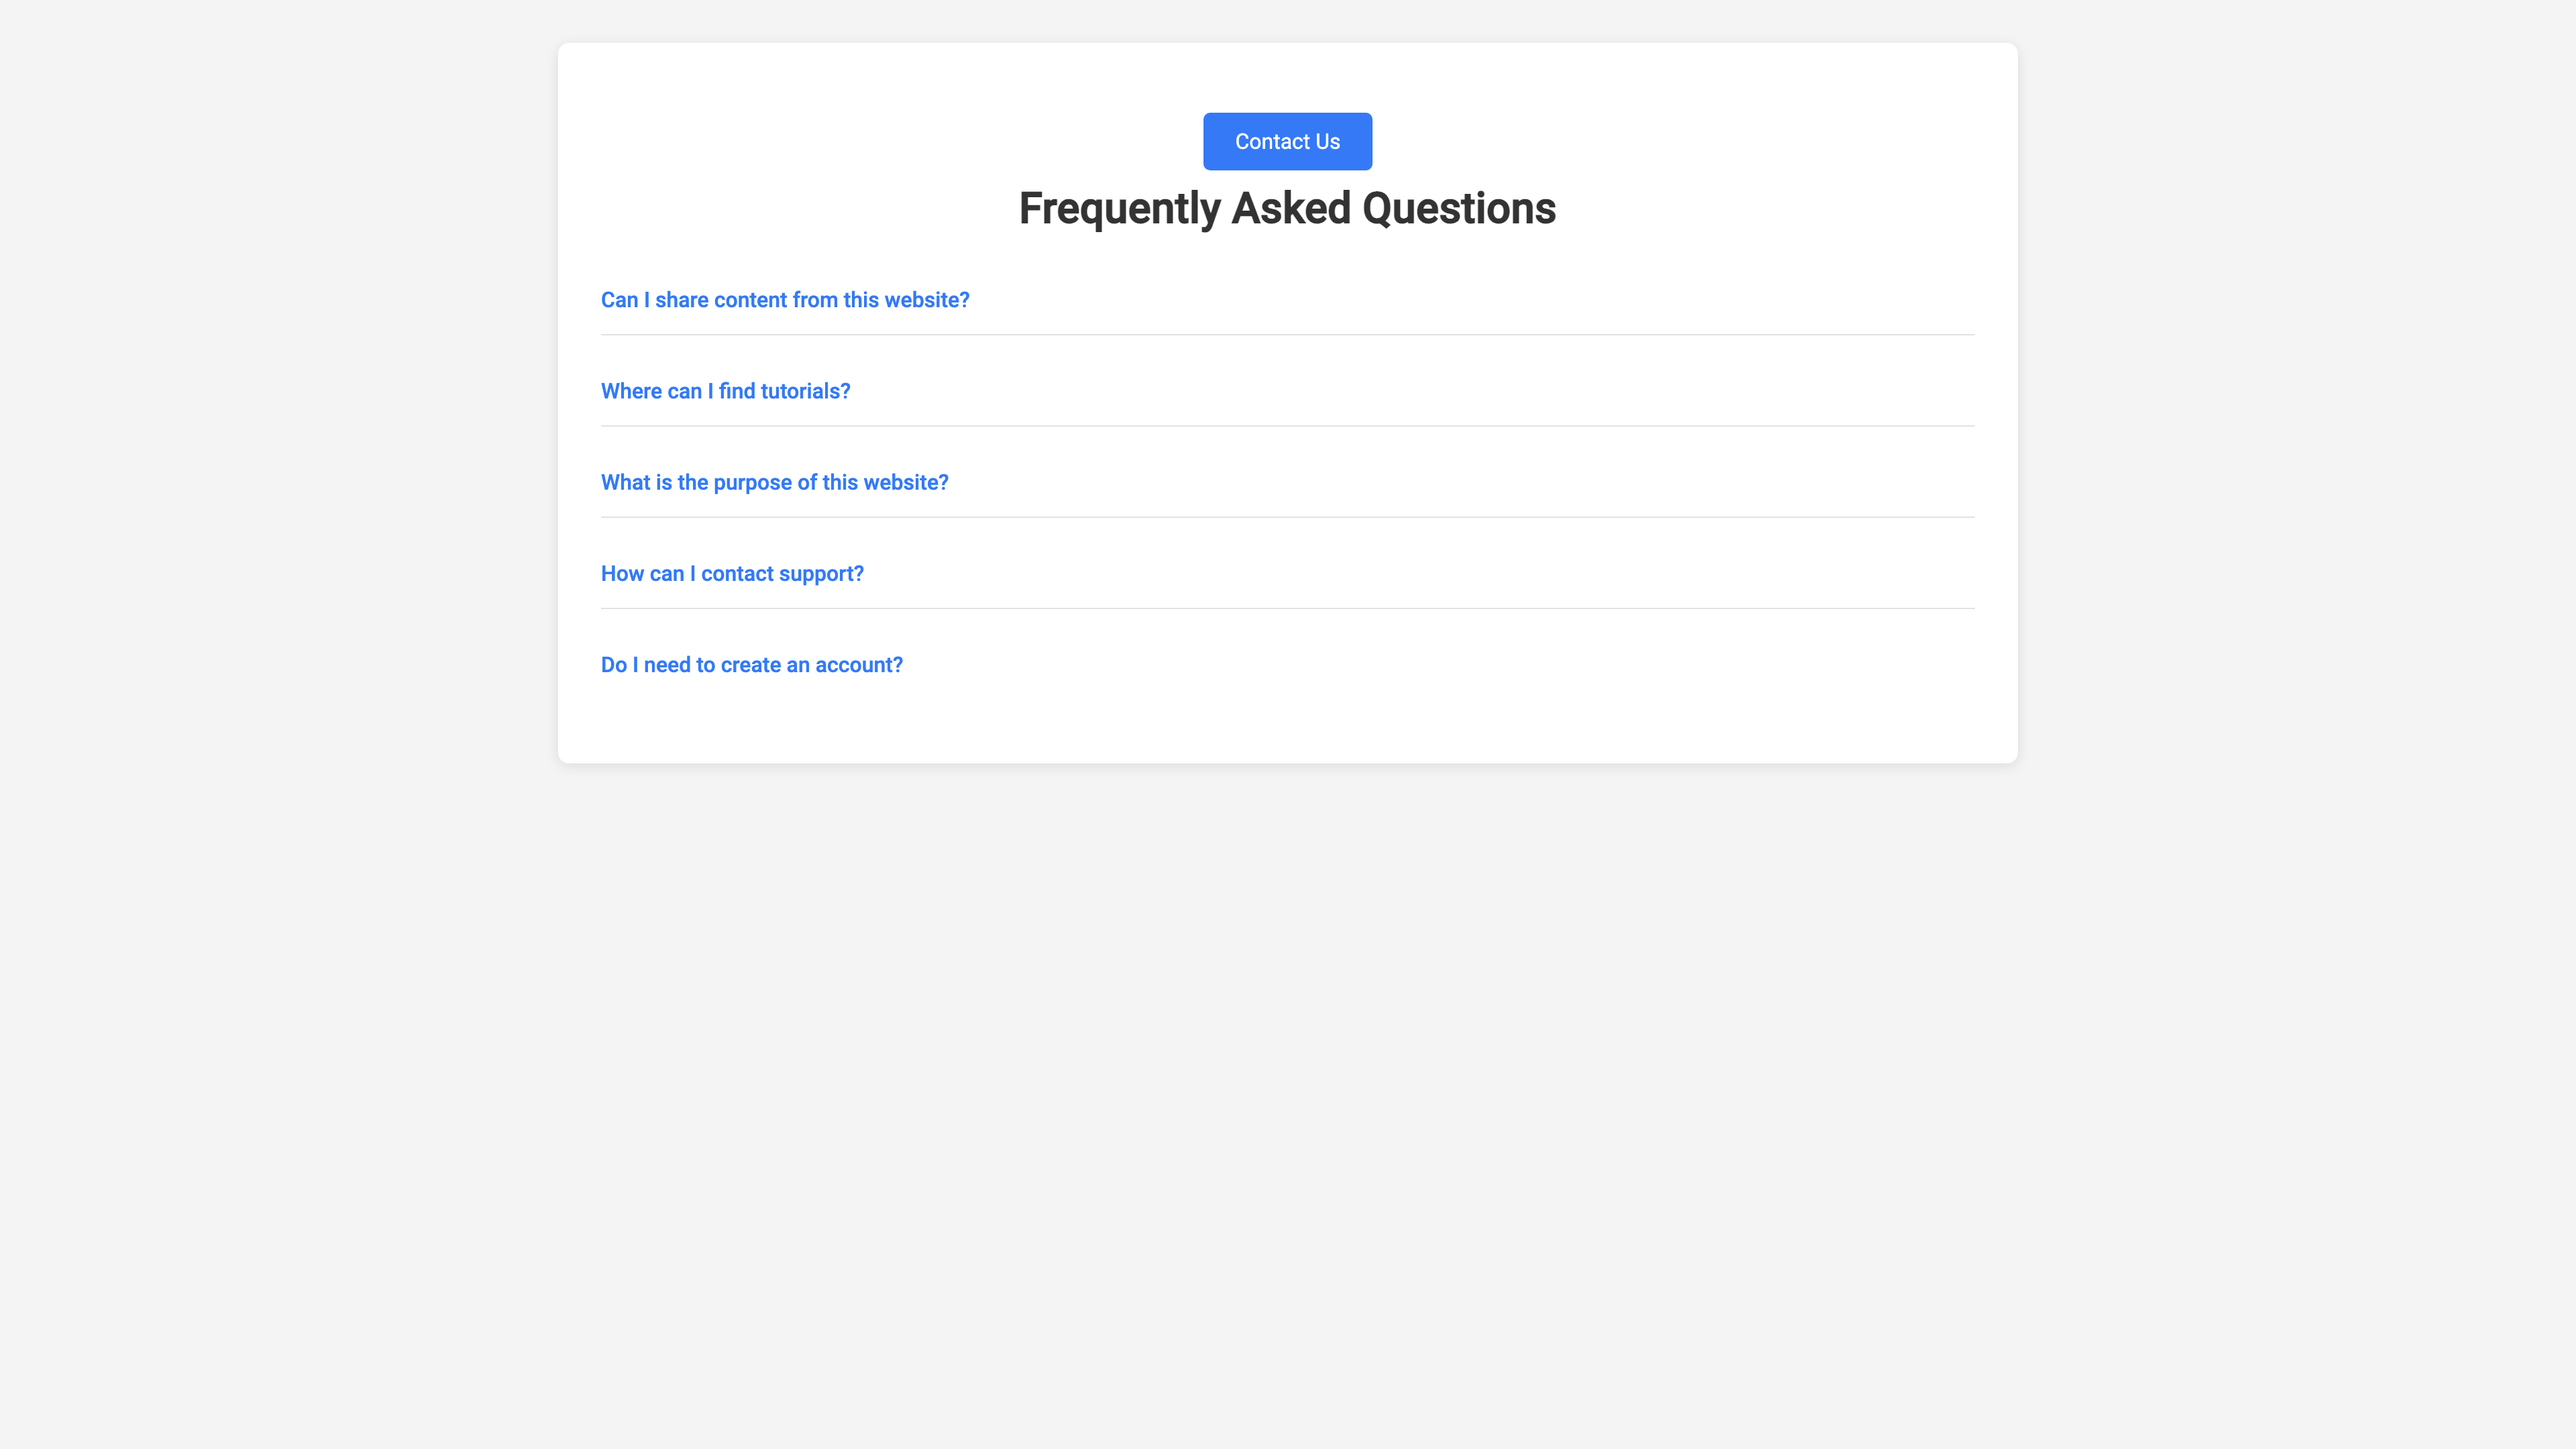 Contact Us
Frequently Asked Questions
Can I share content from this website?
Where can I find tutorials?
What is the purpose of this website?
How can I contact support?
Do I need to create an account?